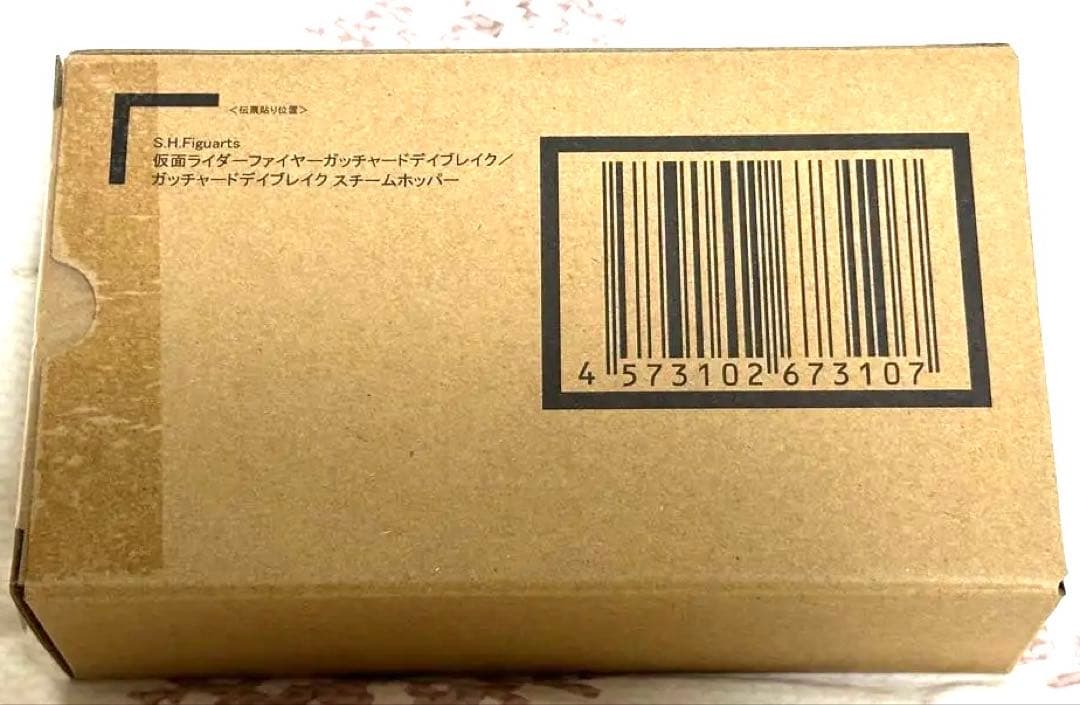 ＜伝票貼り位置＞
S.H.Figuarts
仮面ライダーファイヤーガッチャードデイブレイク／
ガッチャードデイブレイク スチームホッパー
4 573102 673107